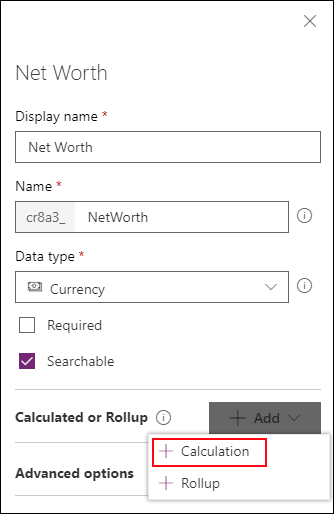 Net Worth
Display name *
Net Worth
Name *
cr8a3_ NetWorth
Data type *
Currency
Required
Searchable
Calculated or Rollup + Add
+ Calculation
+ Rollup
Advanced options